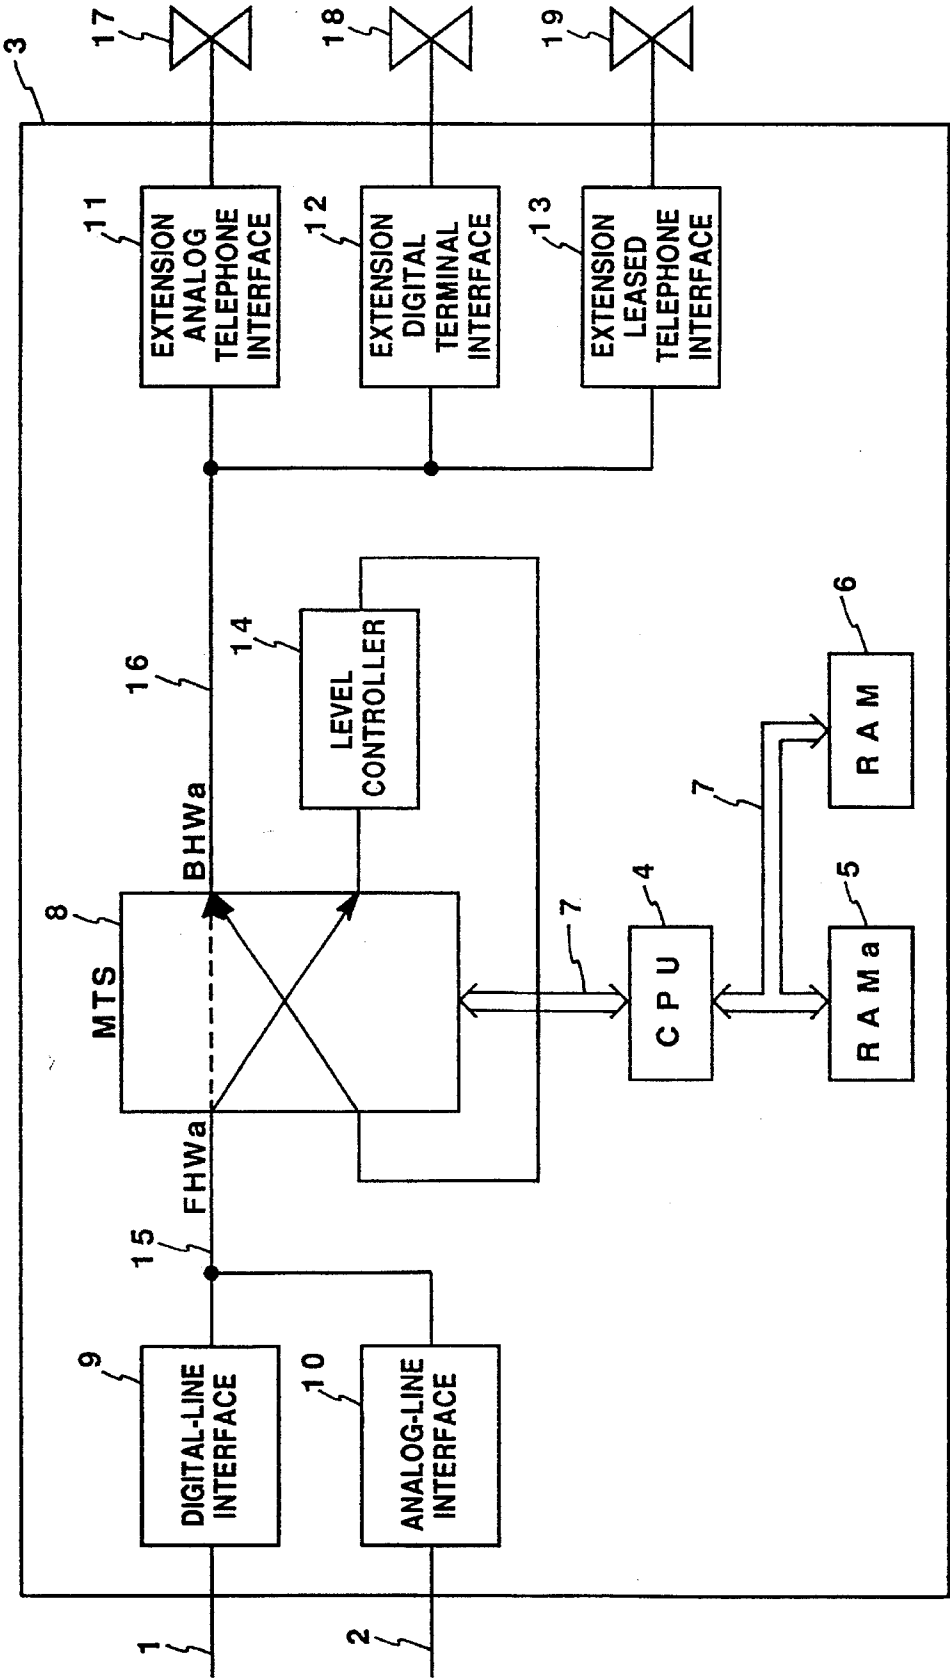 3
1
2
9
DIGITAL-LINE
INTERFACE
10
ANALOG-LINE
INTERFACE
15
FHWa
MTS
8
BHWa
16
14
LEVEL
CONTROLLER
7
4
CPU
5
RAMa
7
6
RAM
11
EXTENSION
ANALOG
TELEPHONE
INTERFACE
12
EXTENSION
DIGITAL
TERMINAL
INTERFACE
13
EXTENSION
LEASED
TELEPHONE
INTERFACE
17
18
19